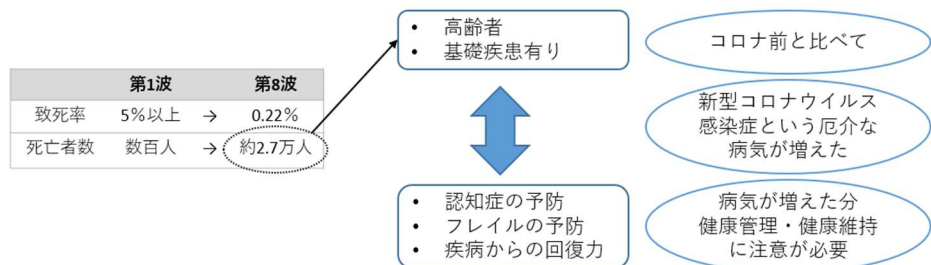 第1波 第8波
致死率 5%以上 → 0.22%
死亡者数 数百人 → 約2.7万人
• 高齢者
• 基礎疾患有り
• 認知症の予防
• フレイルの予防
• 疾病からの回復力
コロナ前と比べて
新型コロナウイルス
感染症という厄介な
病気が増えた
病気が増えた分
健康管理・健康維持
に注意が必要